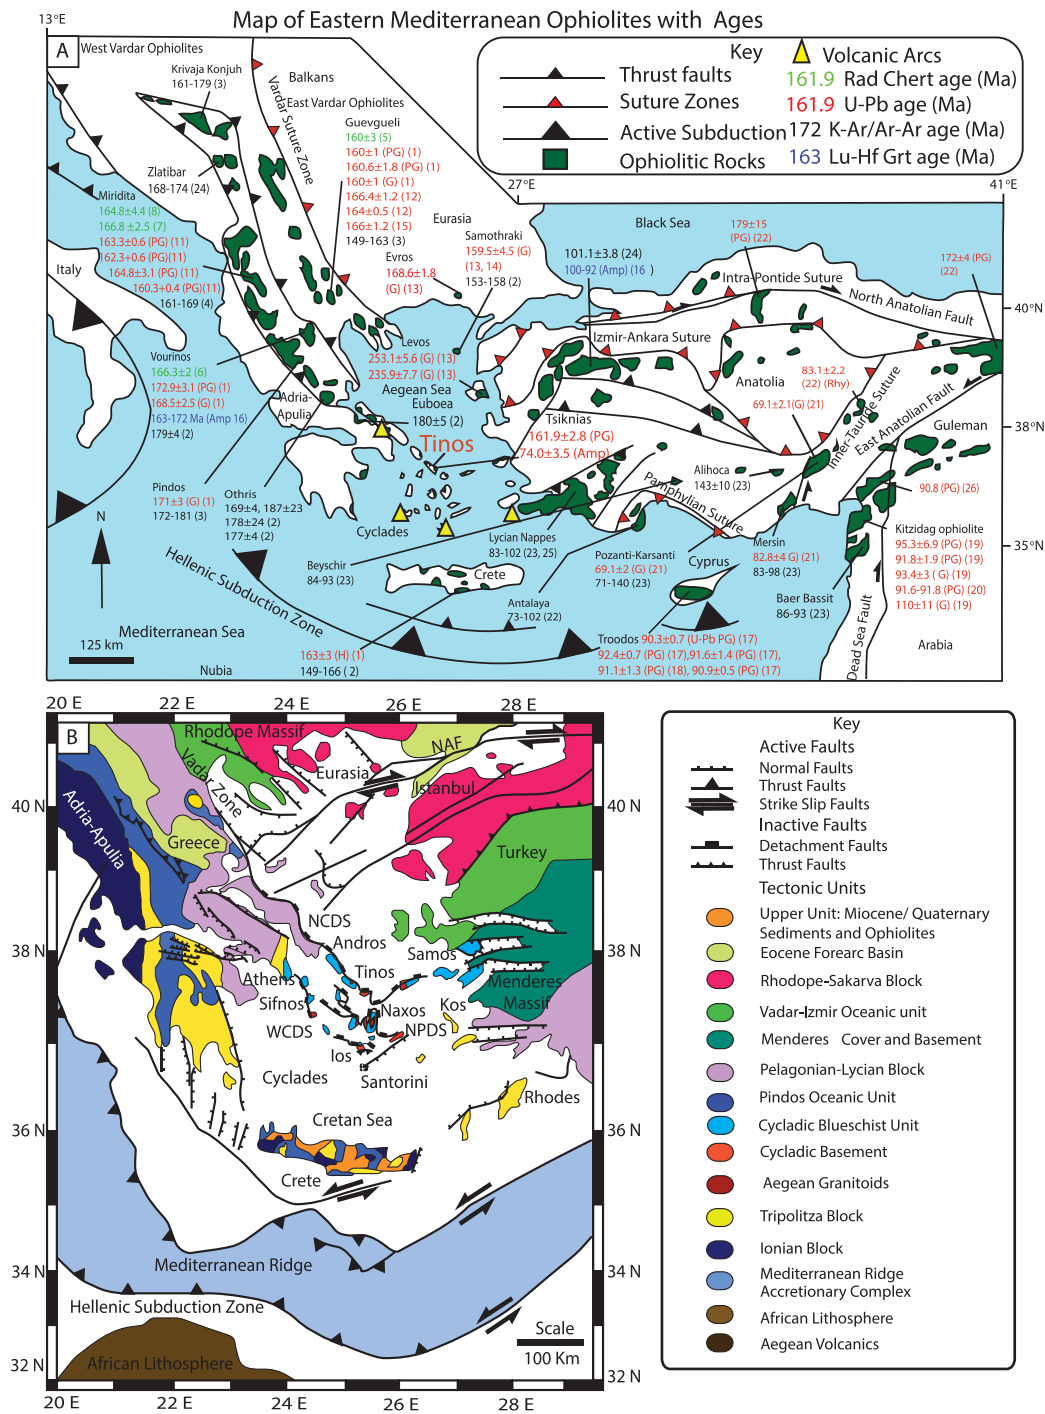 Map of Eastern Mediterranean Ophiolites with Ages
13°E
A
West Vardar Ophiolites
Krivaja Konjuh
161-179 (3)
Balkans
East Vardar Ophiolites
Vardar Suture Zone
Guevgueli
160±3 (5)
160±1 (PG) (1)
160.6±1.8 (PG) (1)
160±1 (G) (1)
166.4±1.2 (12)
164±0.5 (12)
166±1.2 (15)
149-163 (3)
Zlatibar
168-174 (24)
Miridita
164.8±4.4 (8)
166.8 ±2.5 (7)
163.3±0.6 (PG) (11)
162.3±0.6 (PG)(11)
164.8±3.1 (PG) (11)
160.3+0.4 (PG)(11)
161-169 (4)
Italy
Key
Thrust faults
Suture Zones
Active Subduction
Ophiolitic Rocks
Volcanic Arcs
161.9 Rad Chert age (Ma)
161.9 U-Pb age (Ma)
172 K-Ar/Ar-Ar age (Ma)
163 Lu-Hf Grt age (Ma)
27°E
41°E
Eurasia
Samothraki
159.5±4.5 (G)
(13, 14)
153-158 (2)
Evros
168.6±1.8
(G) (13)
Black Sea
101.1±3.8 (24)
100-92 (Amp) (16 )
179±15
(PG) (22)
172±4 (PG)
(22)
Intra-Pontide Suture
North Anatolian Fault
40°N
Izmir-Ankara Suture
Levos
253.1±5.6 (G) (13)
235.9±7.7 (G) (13)
Aegean Sea
Euboea
180±5 (2)
Vourinos
166.3±2 (6)
172.9±3.1 (PG) (1)
168.5±2.5 (G) (1)
163-172 Ma (Amp 16)
179±4 (2)
Adria-
Apulia
Anatolia
83.1±2.2
(22) (Rhy)
69.1±2.1(G) (21)
Inner-Tauride Suture
East Anatolian Fault
38°N
Guleman
90.8 (PG) (26)
Tinos
Tsiknias
161.9±2.8 (PG)
74.0±3.5 (Amp)
Alihoca
143±10 (23)
Pamphylian Suture
Pindos
171±3 (G) (1)
172-181 (3)
Othris
169±4, 187±23
178±24 (2)
177±4 (2)
N
Cyclades
Lycian Nappes
83-102 (23, 25)
Kitzidag ophiolite
95.3±6.9 (PG) (19)
91.8±1.9 (PG) (19)
93.4±3 ( G) (19)
91.6-91.8 (PG) (20)
110±11 (G) (19)
35°N
Mersin
82.8±4 G) (21)
83-98 (23)
Pozanti-Karsanti
69.1±2 (G) (21)
71-140 (23)
Cyprus
Beyschir
84-93 (23)
Crete
Hellenic Subduction Zone
Antalaya
73-102 (22)
Baer Bassit
86-93 (23)
Dead Sea Fault
Mediterranean Sea
125 km
Nubia
163±3 (H) (1)
149-166 ( 2)
Troodos 90.3±0.7 (U-Pb PG) (17)
92.4±0.7 (PG) (17),91.6±1.4 (PG) (17),
91.1±1.3 (PG) (18), 90.9±0.5 (PG) (17)
Arabia
20 E
22 E
24 E
26 E
28 E
B
Rhodope Massif
NAF
Vadar Zone
Eurasia
Istanbul
40 N
40 N
Adria-Apulia
Greece
Turkey
NCDS
Andros
38 N
38 N
Samos
Athens
Tinos
Menderes
Massif
Sifnos
Naxos
Kos
WCDS
NPDS
Ios
Cyclades
Santorini
Rhodes
Cretan Sea
36 N
36 N
Crete
Mediterranean Ridge
34 N
34 N
Hellenic Subduction Zone
Scale
100 Km
African Lithosphere
32 N
32 N
20 E
22 E
24 E
26 E
28 E
Key
Active Faults
Normal Faults
Thrust Faults
Strike Slip Faults
Inactive Faults
Detachment Faults
Thrust Faults
Tectonic Units
Upper Unit: Miocene/ Quaternary
Sediments and Ophiolites
Eocene Forearc Basin
Rhodope-Sakarva Block
Vadar-Izmir Oceanic unit
Menderes Cover and Basement
Pelagonian-Lycian Block
Pindos Oceanic Unit
Cycladic Blueschist Unit
Cycladic Basement
Aegean Granitoids
Tripolitza Block
Ionian Block
Mediterranean Ridge
Accretionary Complex
African Lithosphere
Aegean Volcanics